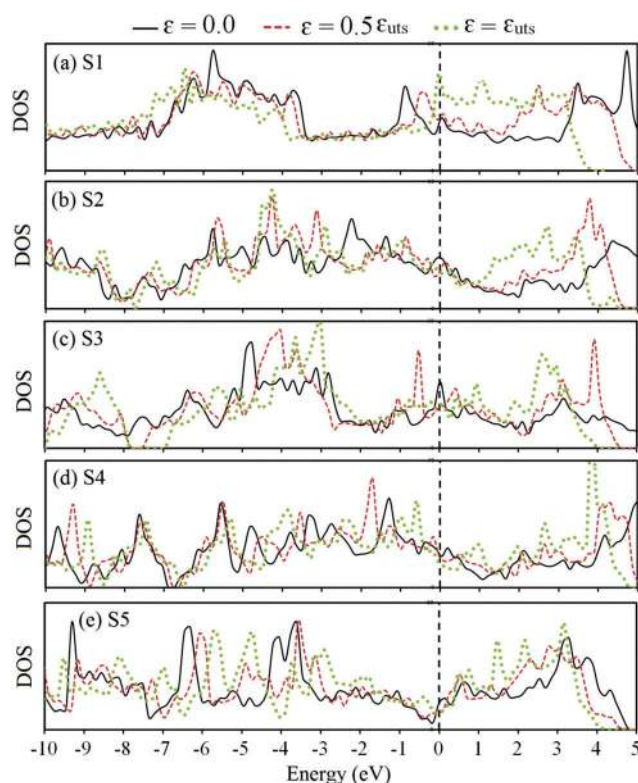 ε = 0.0 ε = 0.5 εuts ε = εuts
(a) S1
DOS
(b) S2
DOS
(c) S3
DOS
(d) S4
DOS
(e) S5
DOS
-10 -9 -8 -7 -6 -5 -4 -3 -2 -1 0 1 2 3 4 5
Energy (eV)